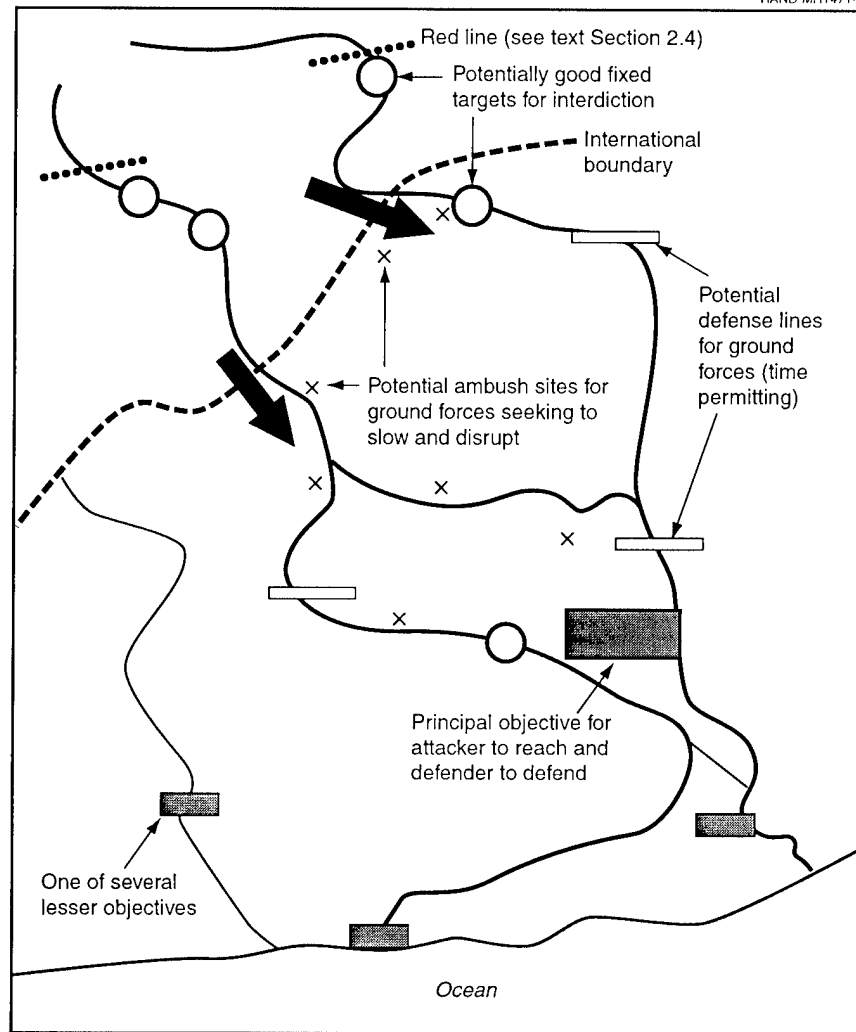 Red line (see text Section 2.4)
Potentially good fixed
targets for interdiction
International
boundary
Potential
defense lines
for ground
forces (time
permitting)
Potential ambush sites for
ground forces seeking to
slow and disrupt
Principal objective for
attacker to reach and
defender to defend
One of several
lesser objectives
Ocean